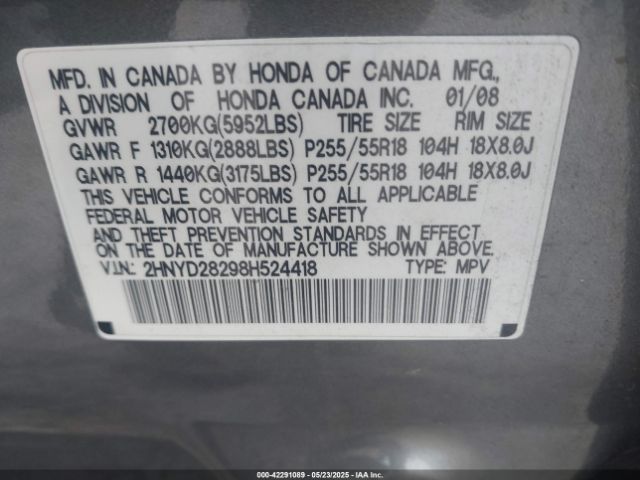 MFD. IN CANADA BY HONDA OF CANADA MFG.,
A DIVISION OF HONDA CANADA INC. 01/08
GVWR 2700KG(5952LBS) TIRE SIZE RIM SIZE
GAWR F 1310KG(2888LBS) P255/55R18 104H 18X8.0J
GAWR R 1440KG(3175LBS) P255/55R18 104H 18X8.0J
THIS VEHICLE CONFORMS TO ALL APPLICABLE
FEDERAL MOTOR VEHICLE SAFETY
AND THEFT PREVENTION STANDARDS IN EFFECT
ON THE DATE OF MANUFACTURE SHOWN ABOVE.
V.I.N.: 2HNYD28298H524418 TYPE: MPV
000-42291089 - 05/23/2025 - IAAI.COM